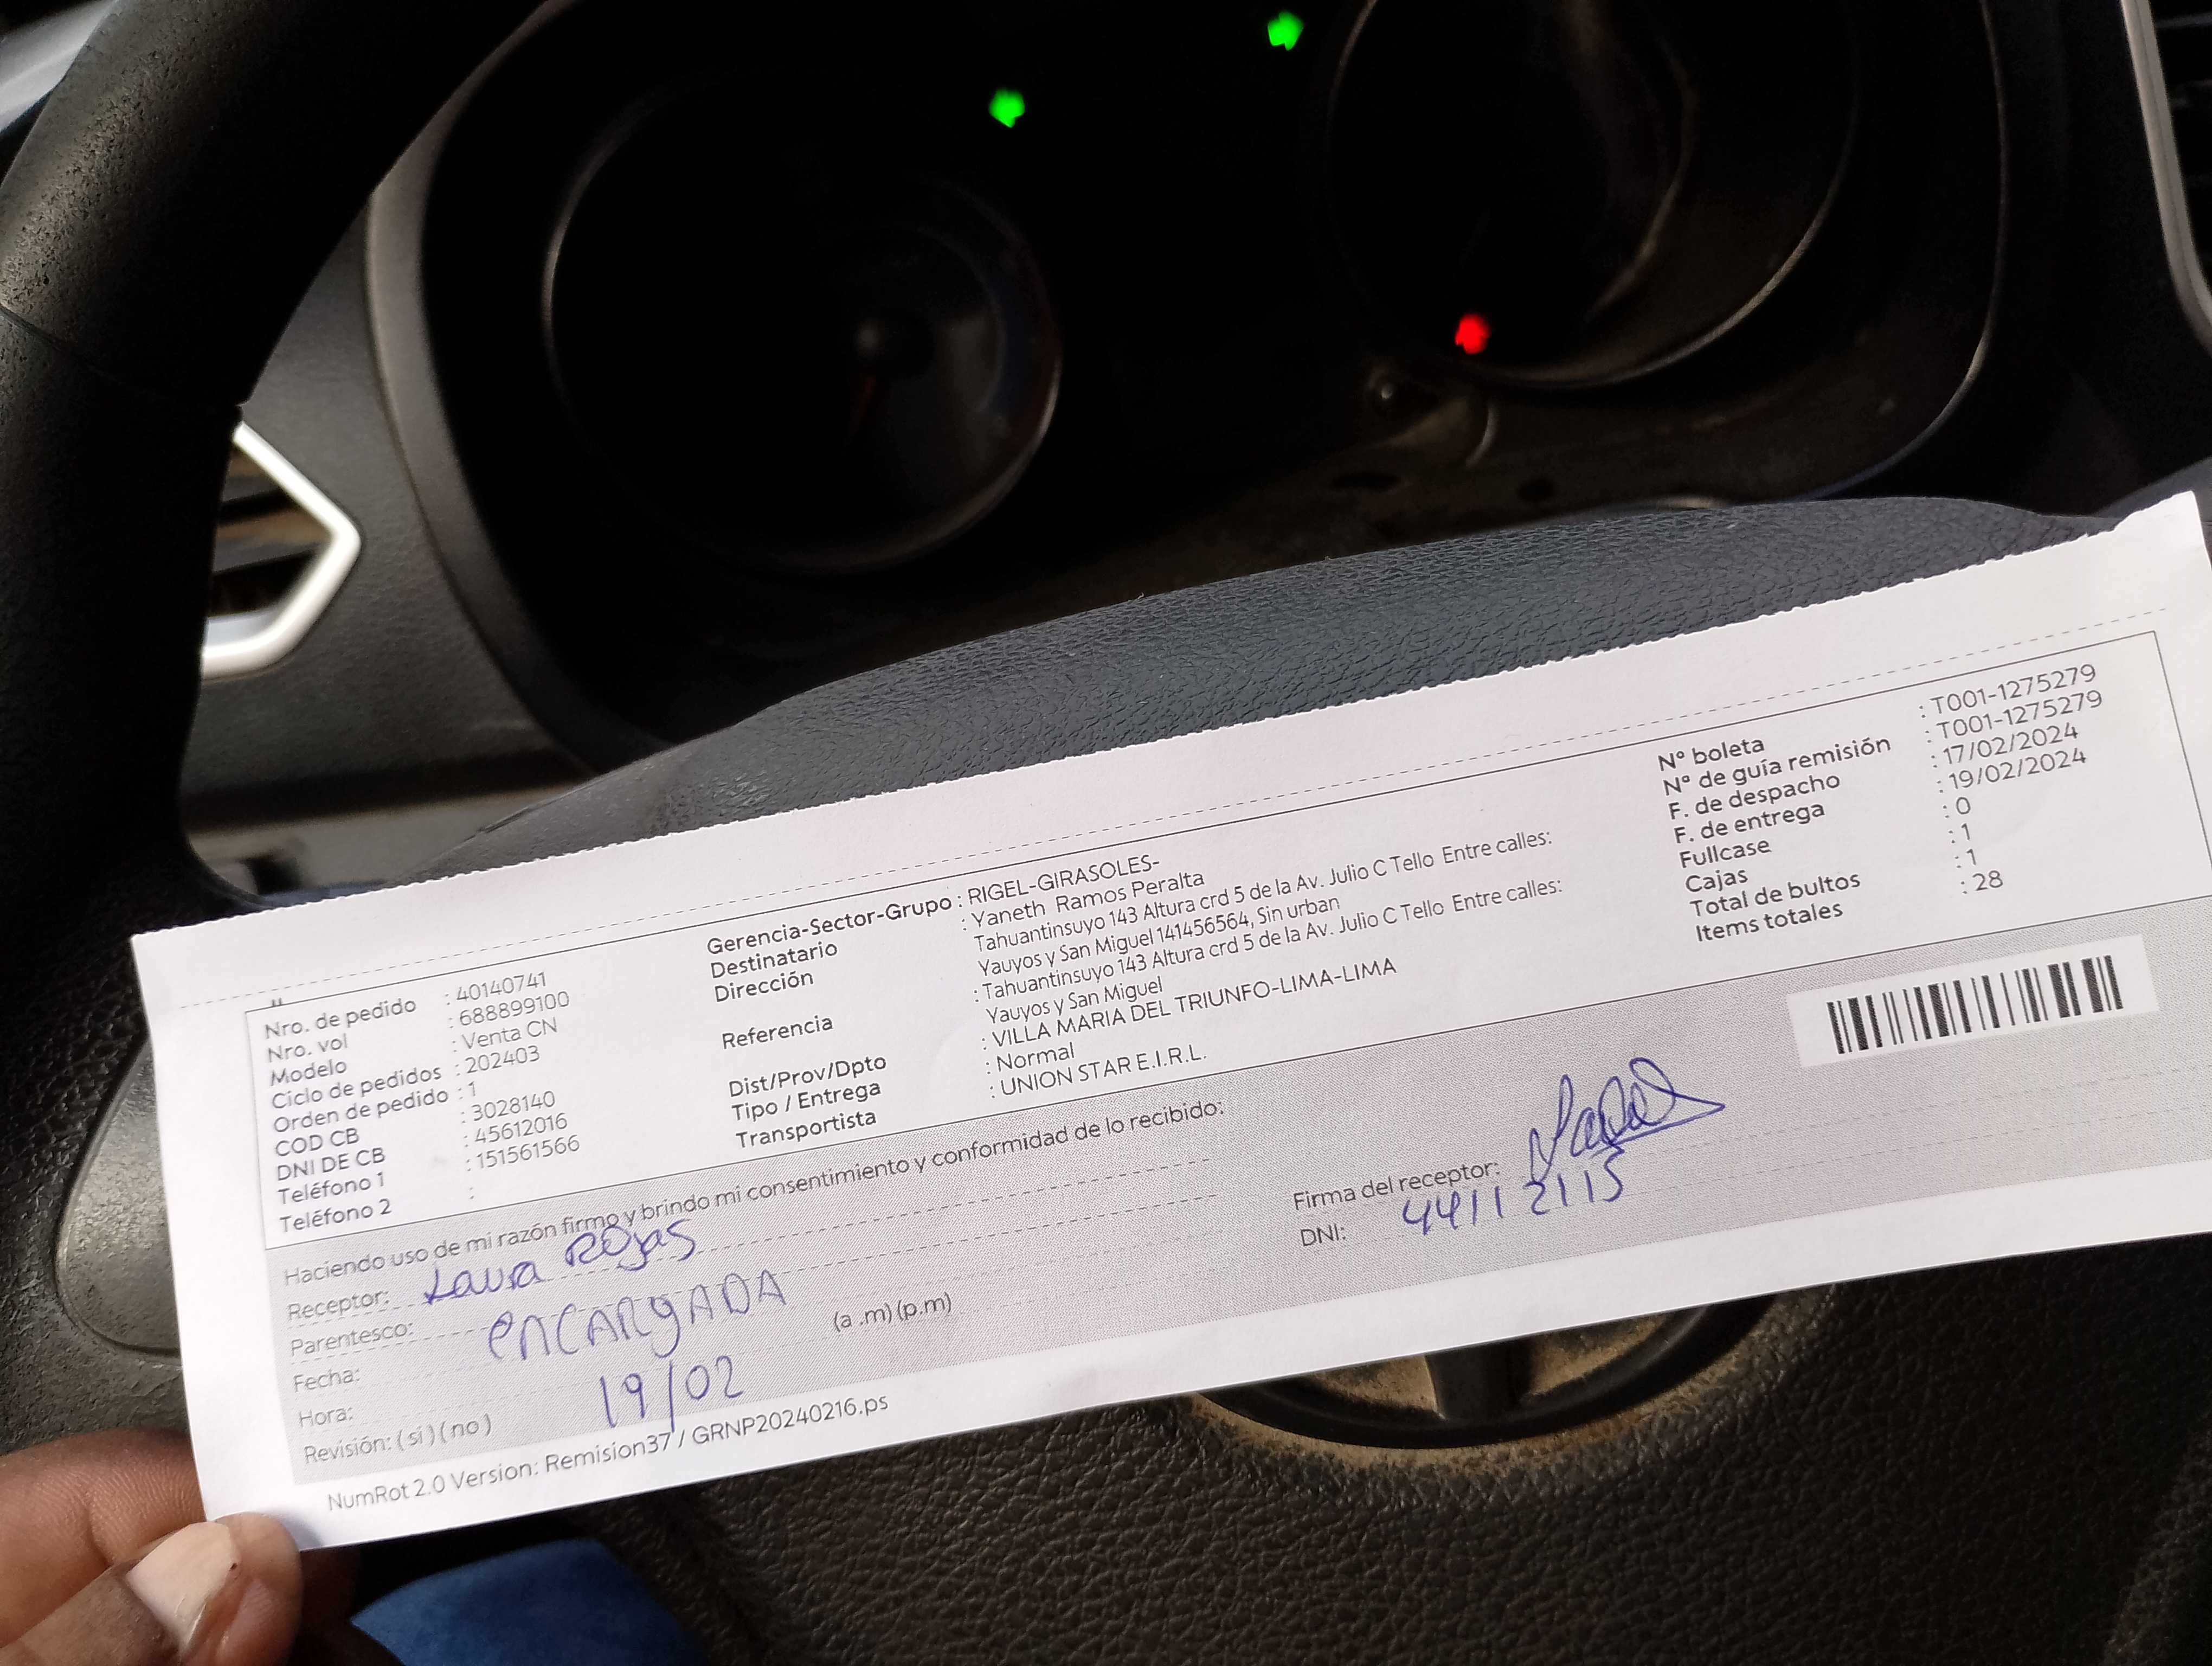 Nro. de pedido : 40140741
Nro. vol : 688899100
Modelo : Venta CN
Ciclo de pedidos : 202403
Orden de pedido : 1
COD CB : 3028140
DNI DE CB : 45612016
Teléfono 1 : 151561566
Teléfono 2 :
Gerencia-Sector-Grupo : RIGEL-GIRASOLES-
Destinatario : Yaneth Ramos Peralta
Dirección : Tahuantinsuyo 143 Altura crd 5 de la Av. Julio C Tello Entre calles:
Yauyos y San Miguel 141456564, Sin urban
Referencia : Tahuantinsuyo 143 Altura crd 5 de la Av. Julio C Tello Entre calles:
Yauyos y San Miguel
Dist/Prov/Dpto : VILLA MARIA DEL TRIUNFO-LIMA-LIMA
Tipo / Entrega : Normal
Transportista : UNION STAR E.I.R.L.
N° boleta : T001-1275279
N° de guía remisión : T001-1275279
F. de despacho : 17/02/2024
F. de entrega : 19/02/2024
Fullcase : 0
Cajas : 1
Total de bultos : 1
Items totales : 28
Haciendo uso de mi razón firmo y brindo mi consentimiento y conformidad de lo recibido:
Receptor: Laura Rojas
Parentesco: encargada
Fecha: 19/02
Hora: (a .m) (p.m)
Revisión: (si) (no)
Firma del receptor:
DNI: 44112115
NumRot 2.0 Version: Remision37 / GRNP20240216.ps